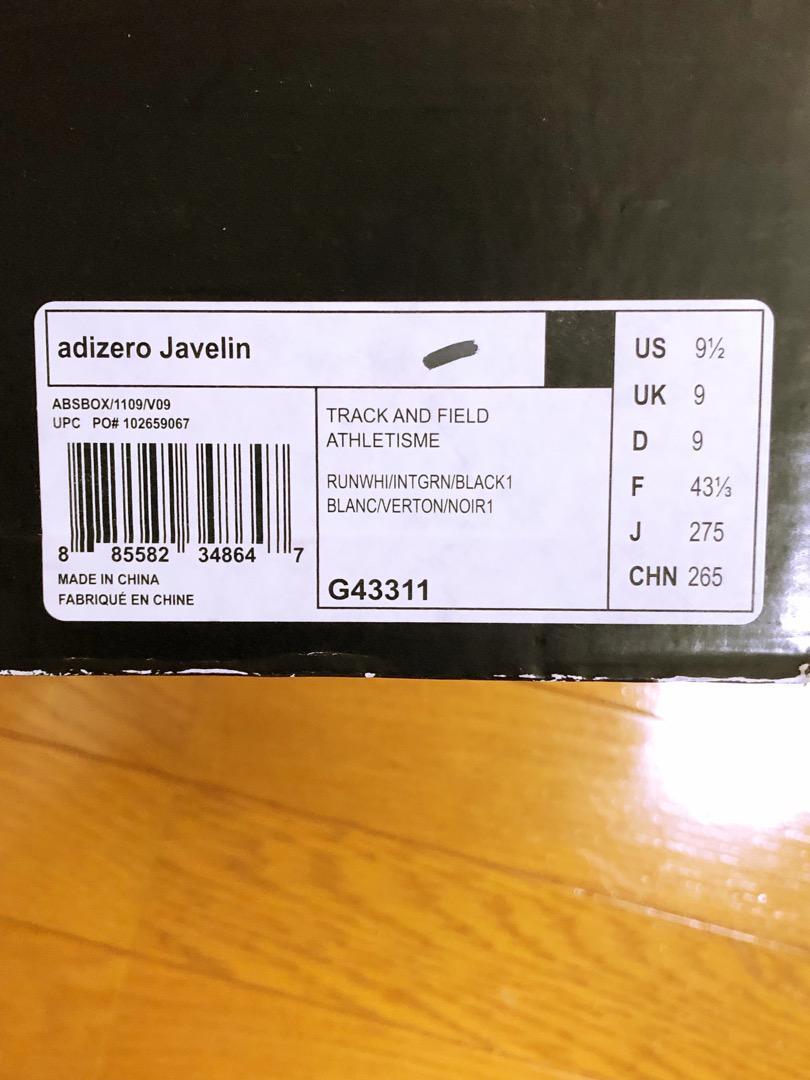 adizero Javelin
ABSBOX/1109/V09
UPC PO# 102659067
8 85582 34864 7
MADE IN CHINA
FABRIQUÉ EN CHINE
TRACK AND FIELD
ATHLETISME
RUNWHI/INTGRN/BLACK1
BLANC/VERTON/NOIR1
G43311
US 9½
UK 9
D 9
F 43⅓
J 275
CHN 265